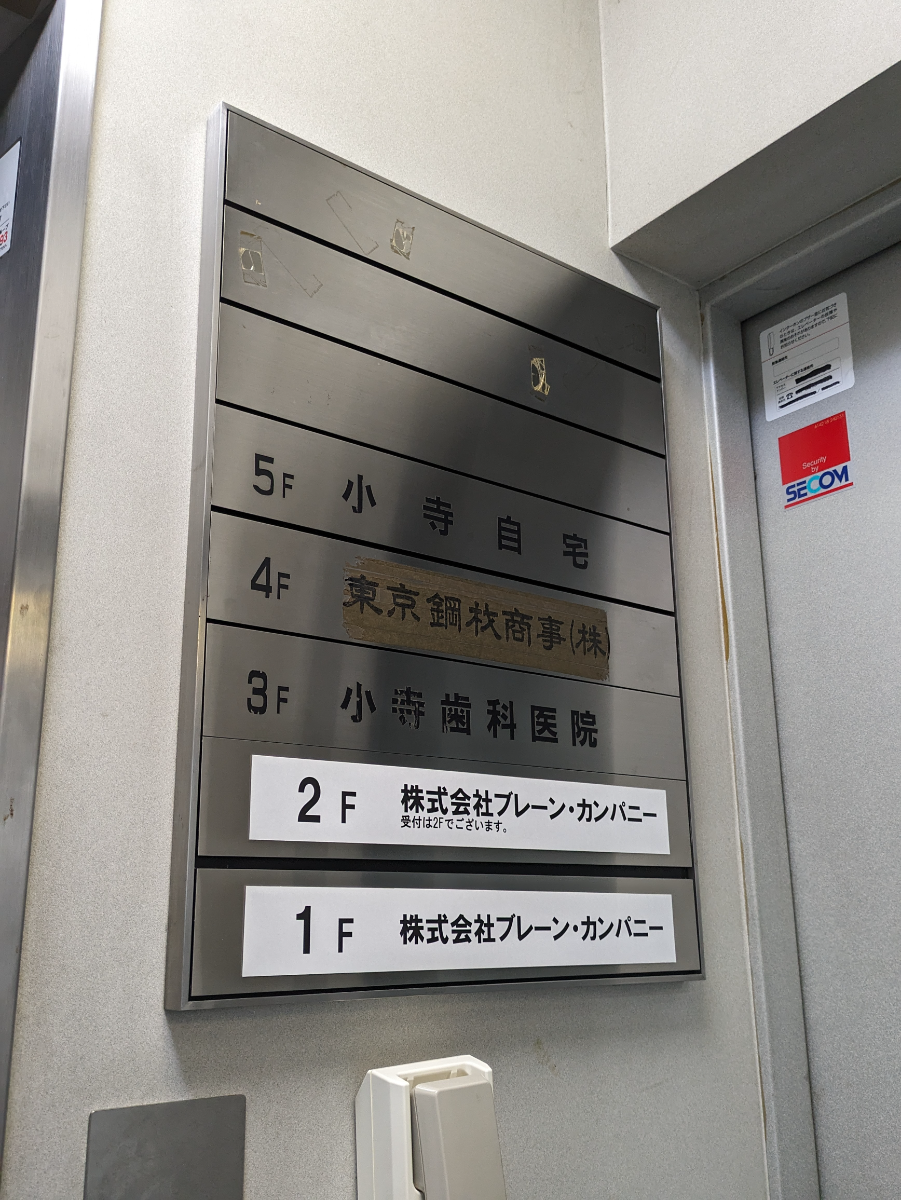 5F 小寺自宅
4F 東京鋼材商事(株)
3F 小寺歯科医院
2F 株式会社ブレーン・カンパニー
受付は2Fでございます。
1F 株式会社ブレーン・カンパニー
Security
by
SECOM
93